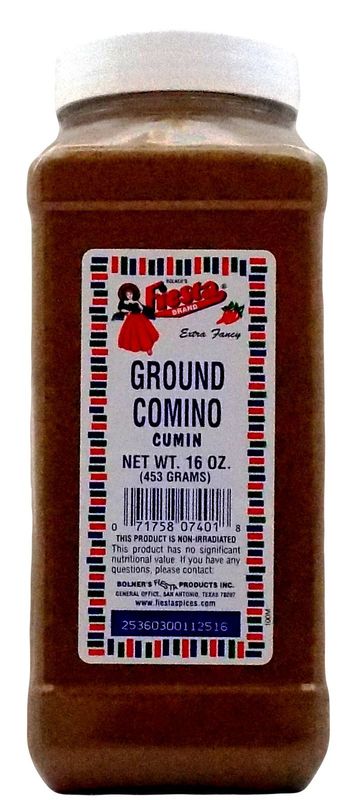 BOLNER'S
Fiesta®
BRAND
Extra Fancy
GROUND
COMINO
CUMIN
NET WT. 16 OZ.
(453 GRAMS)
0 71758 07401 8
THIS PRODUCT IS NON-IRRADIATED
This product has no significant
nutritional value. If you have any
questions, please contact:
BOLNER'S FIESTA PRODUCTS INC.
GENERAL OFFICE, SAN ANTONIO, TEXAS 78207
www.fiestaspices.com
25360300112516
100M